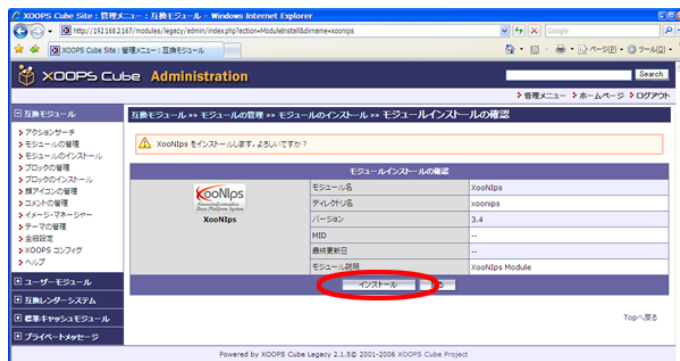 XOOPS Cube Site : 管理メニュー : 互換モジュール - Windows Internet Explorer
http://192.168.2.167/modules/legacy/admin/index.php?action=ModuleInstall&dirname=xoonips
Google
XOOPS Cube Site : 管理メニュー : 互換モジュール
ページ(P)
ツール(O)
XOOPS Cube Administration
Search
管理メニュー
ホームページ
ログアウト
互換モジュール
アクションサーチ
モジュールの管理
モジュールのインストール
ブロックの管理
ブロックのインストール
顔アイコンの管理
コメントの管理
イメージ・マネージャー
テーマの管理
全般設定
XOOPS コンフィグ
ヘルプ
ユーザーモジュール
互換レンダーシステム
標準キャッシュモジュール
プライベートメッセージ
互換モジュール »» モジュールの管理 »» モジュールのインストール »» モジュールインストールの確認
XooNIps をインストールします。よろしいですか?
モジュールインストールの確認
XooNIps
XooNIps
モジュール名 XooNIps
ディレクトリ名 xoonips
バージョン 3.4
MID --
最終更新日 --
モジュール説明 XooNIps Module
インストール
Topへ戻る
Powered by XOOPS Cube Legacy 2.1.5© 2001-2006 XOOPS Cube Project